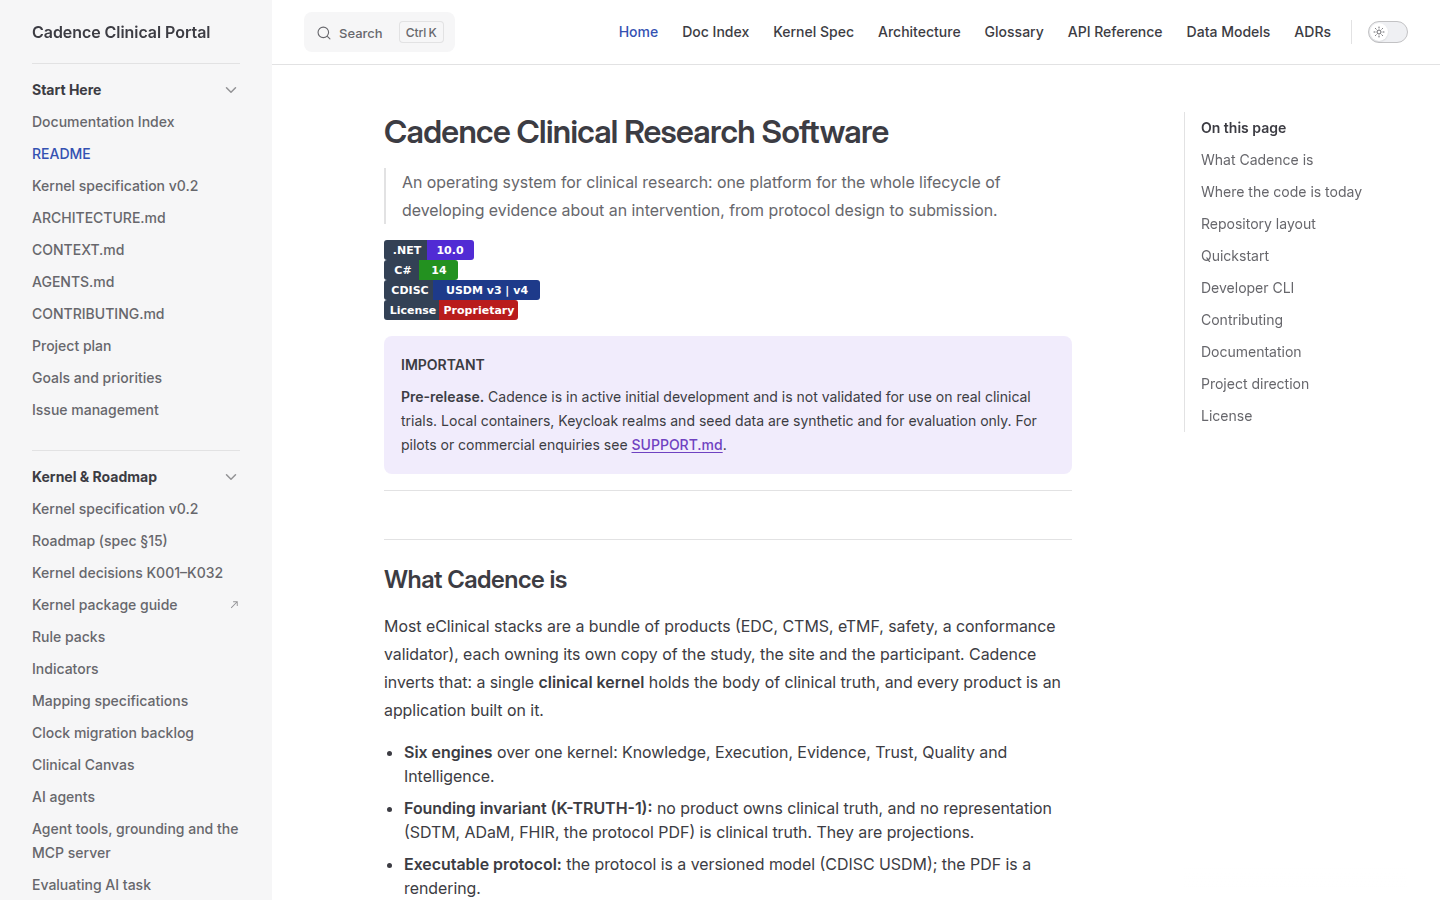 Cadence Clinical Portal
Search
Ctrl K
Home
Doc Index
Kernel Spec
Architecture
Glossary
API Reference
Data Models
ADRs
Start Here
Documentation Index
README
Kernel specification v0.2
ARCHITECTURE.md
CONTEXT.md
AGENTS.md
CONTRIBUTING.md
Project plan
Goals and priorities
Issue management
Kernel & Roadmap
Kernel specification v0.2
Roadmap (spec §15)
Kernel decisions K001–K032
Kernel package guide
Rule packs
Indicators
Mapping specifications
Clock migration backlog
Clinical Canvas
AI agents
Agent tools, grounding and the
MCP server
Evaluating AI task
Cadence Clinical Research Software
An operating system for clinical research: one platform for the whole lifecycle of
developing evidence about an intervention, from protocol design to submission.
.NET 10.0
C# 14
CDISC USDM v3 | v4
License Proprietary
IMPORTANT
Pre-release. Cadence is in active initial development and is not validated for use on real clinical
trials. Local containers, Keycloak realms and seed data are synthetic and for evaluation only. For
pilots or commercial enquiries see SUPPORT.md.
What Cadence is
Most eClinical stacks are a bundle of products (EDC, CTMS, eTMF, safety, a conformance
validator), each owning its own copy of the study, the site and the participant. Cadence
inverts that: a single clinical kernel holds the body of clinical truth, and every product is an
application built on it.
Six engines over one kernel: Knowledge, Execution, Evidence, Trust, Quality and
Intelligence.
Founding invariant (K-TRUTH-1): no product owns clinical truth, and no representation
(SDTM, ADaM, FHIR, the protocol PDF) is clinical truth. They are projections.
Executable protocol: the protocol is a versioned model (CDISC USDM); the PDF is a
rendering.
On this page
What Cadence is
Where the code is today
Repository layout
Quickstart
Developer CLI
Contributing
Documentation
Project direction
License